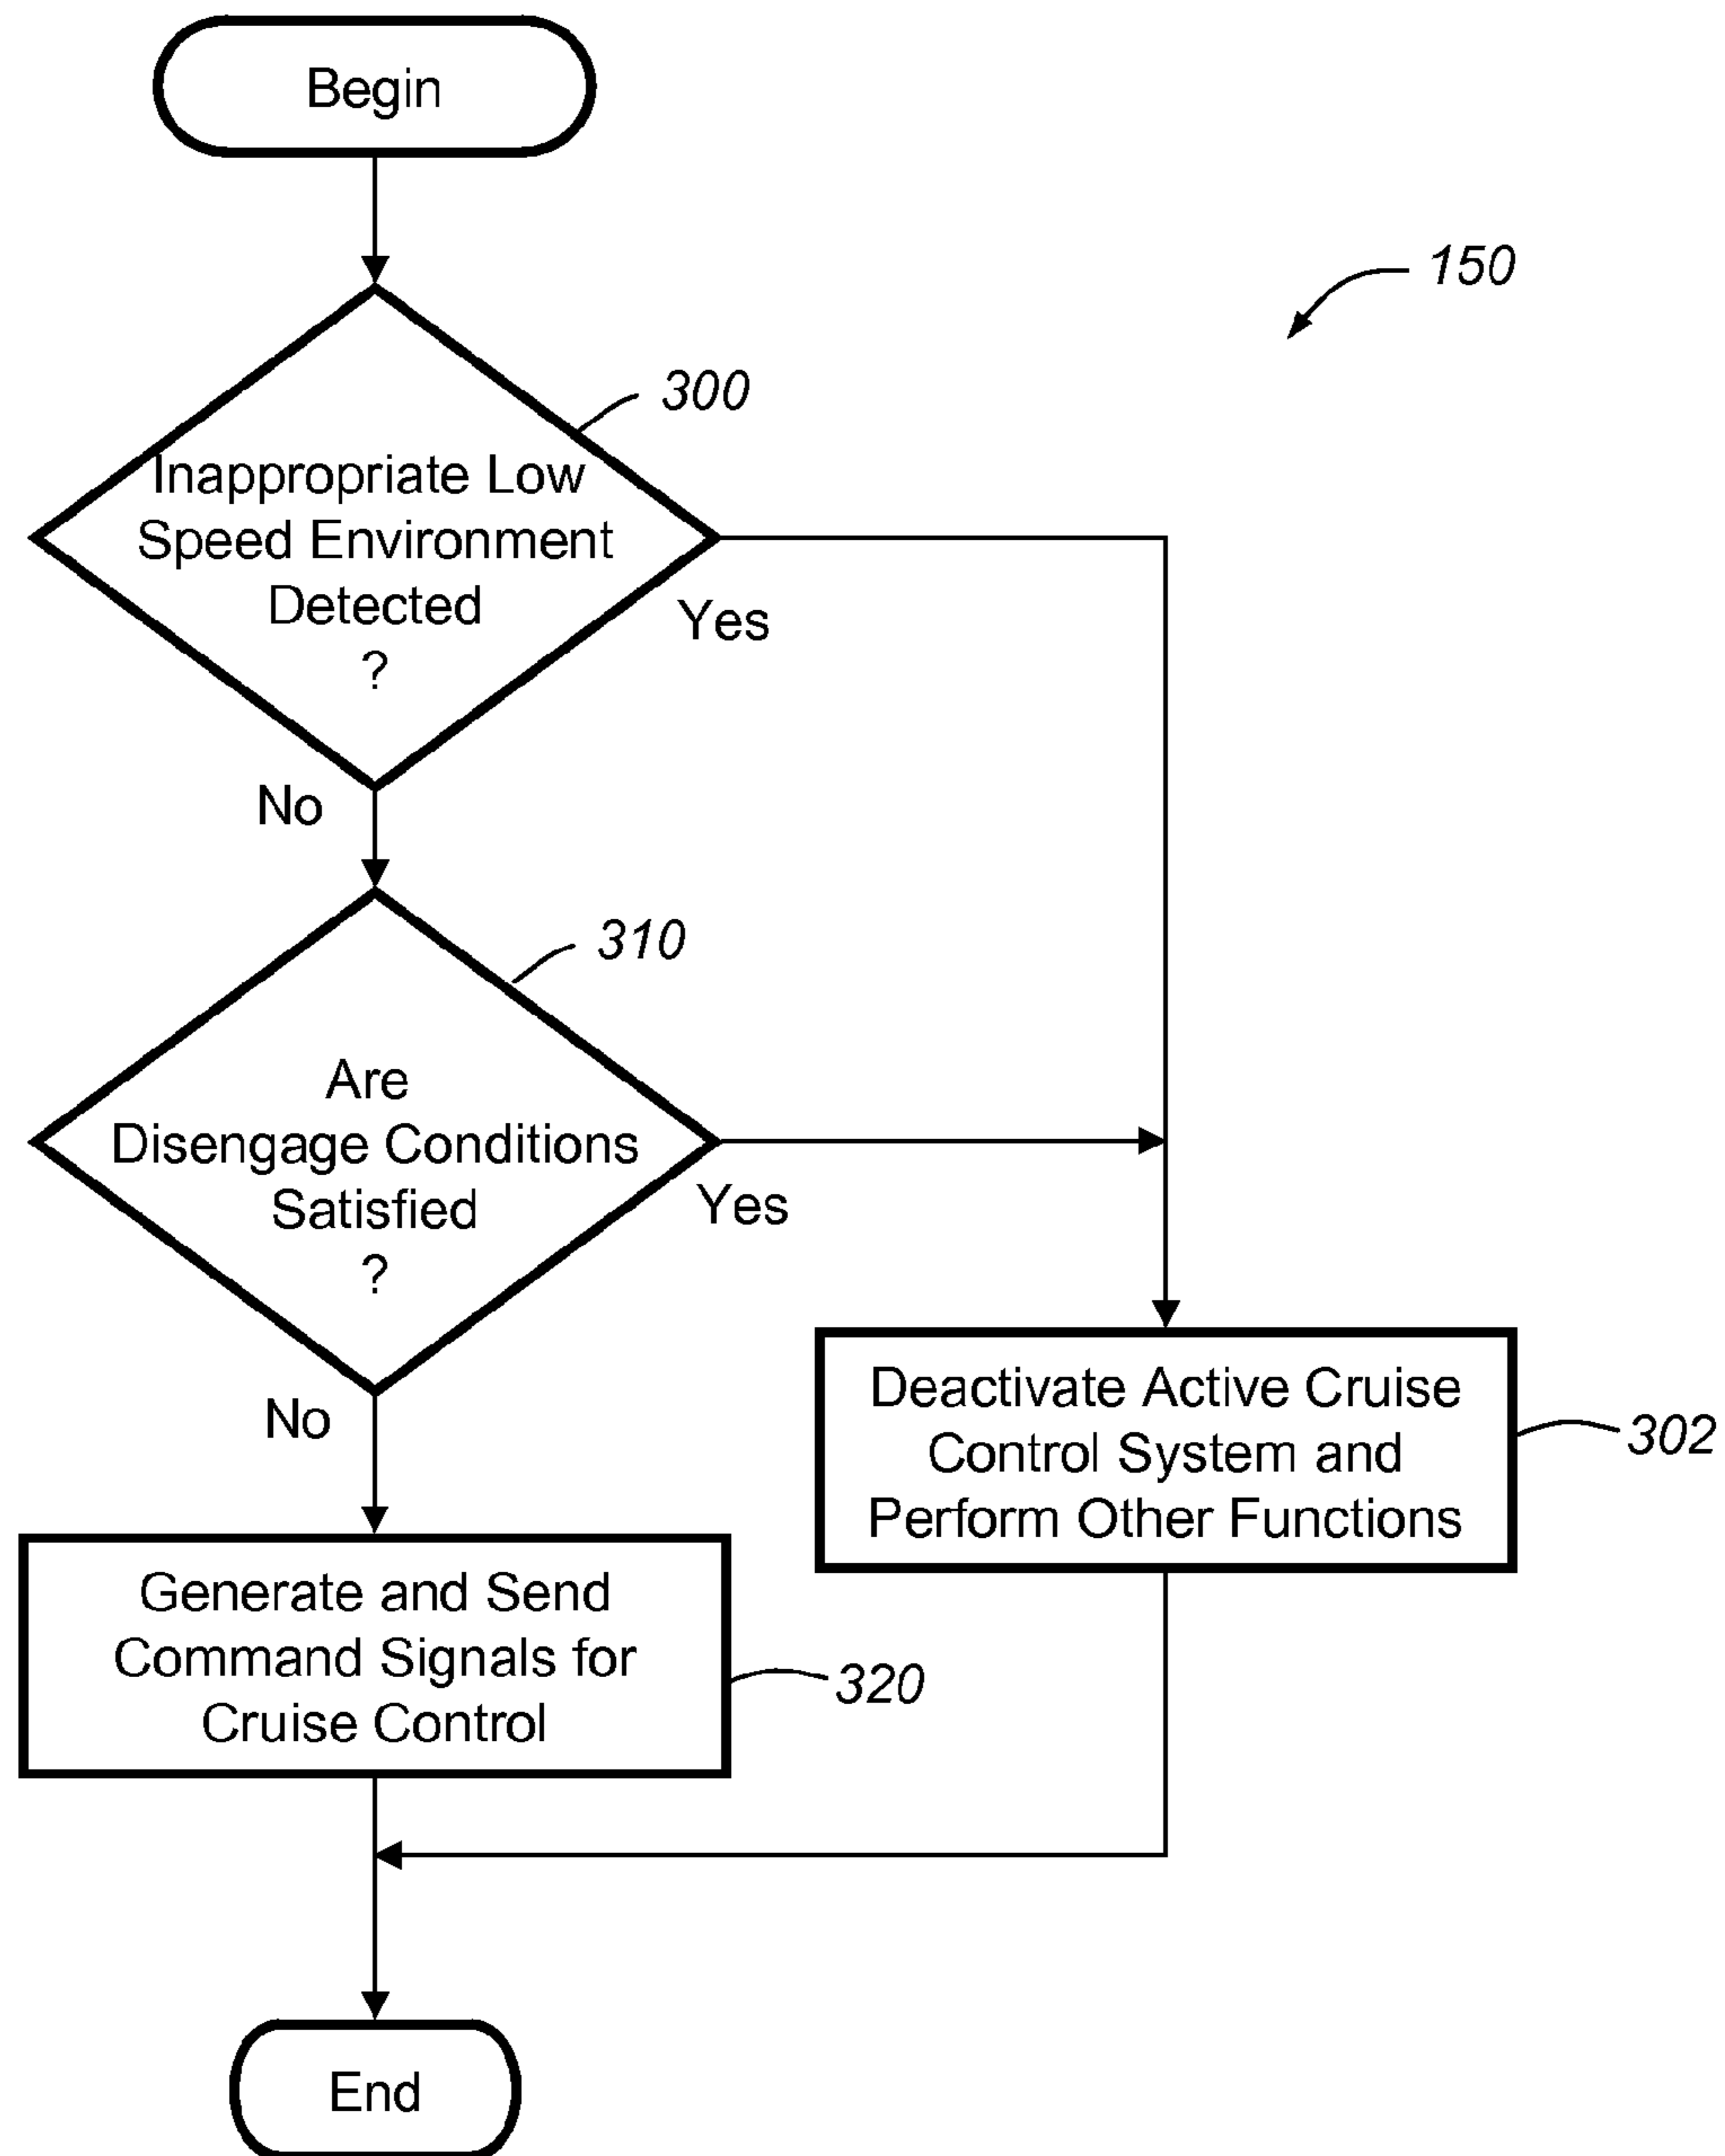 Begin
150
300
Inappropriate Low
Speed Environment
Detected
?
Yes
No
310
Are
Disengage Conditions
Satisfied
?
Yes
No
Deactivate Active Cruise
Control System and
Perform Other Functions
302
Generate and Send
Command Signals for
Cruise Control
320
End